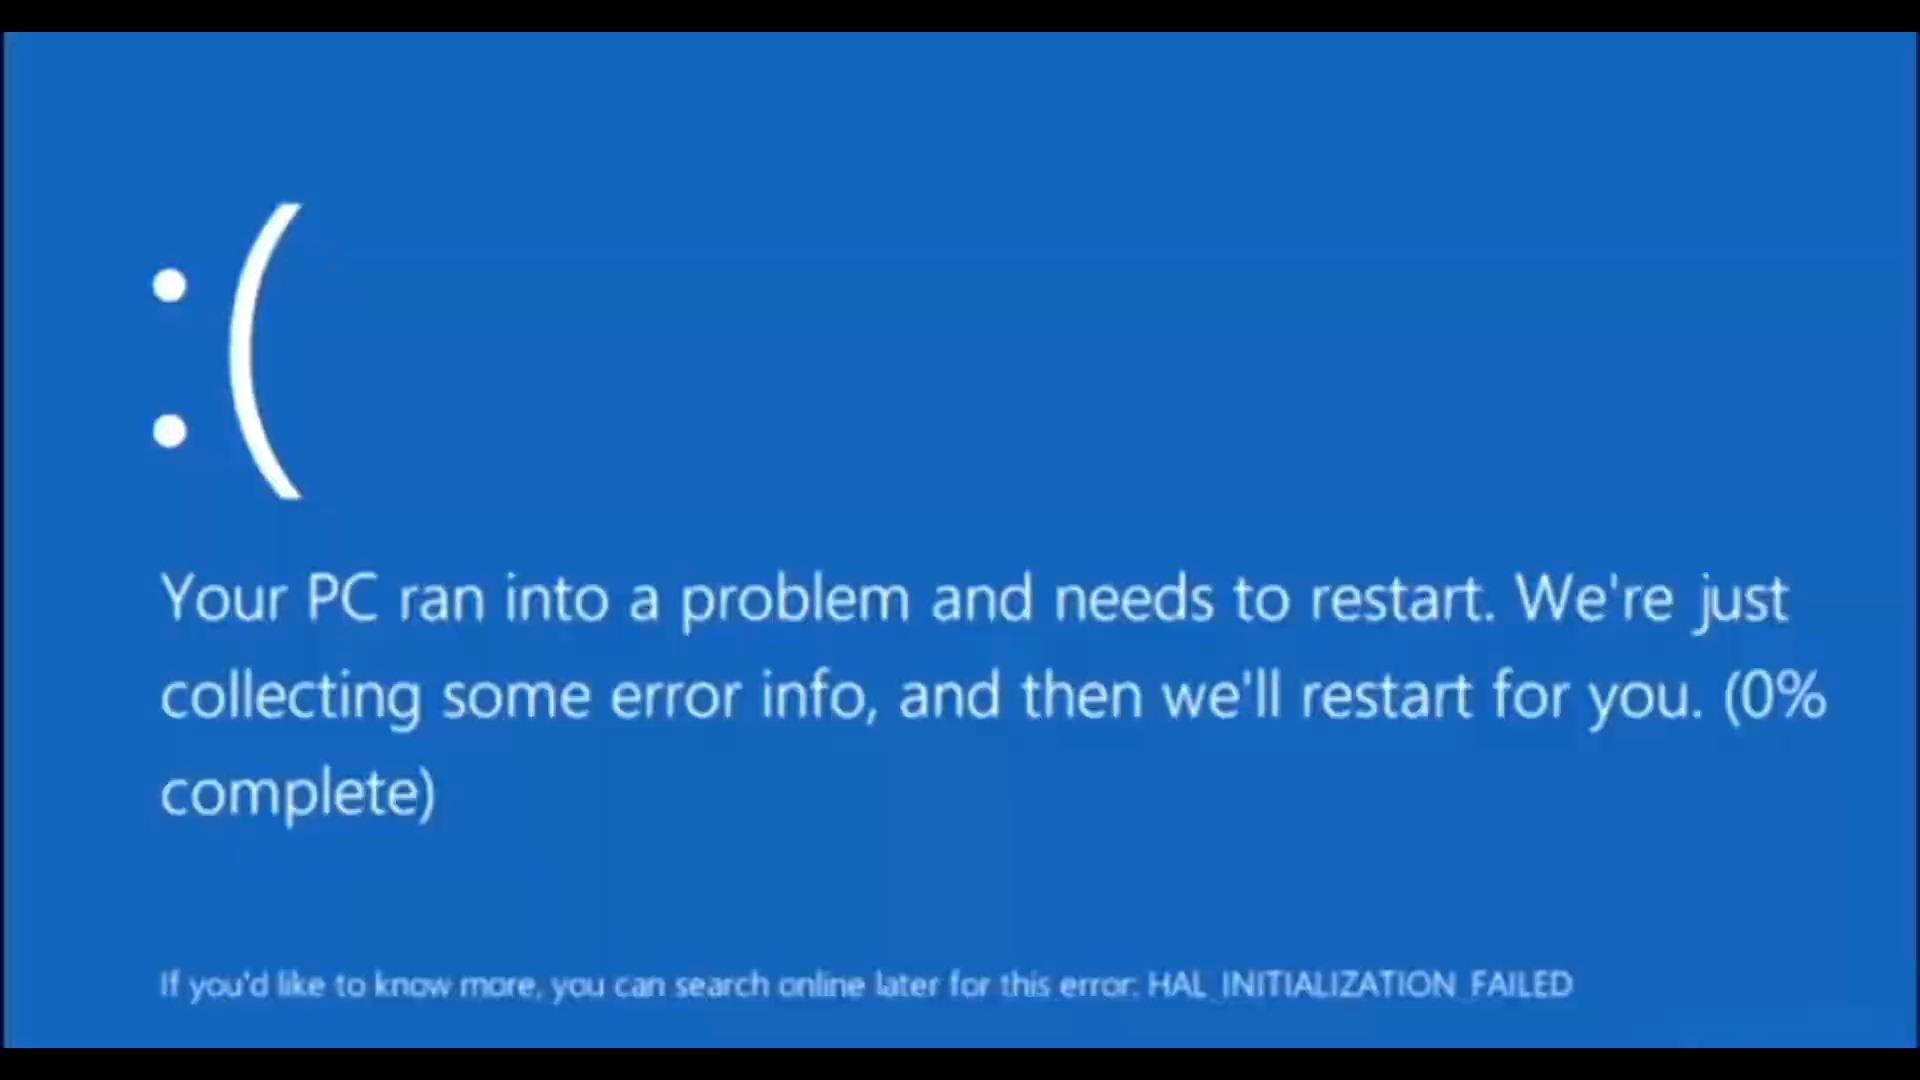 :(
Your PC ran into a problem and needs to restart. We're just
collecting some error info, and then we'll restart for you. (0%
complete)
If you'd like to know more, you can search online later for this error: HAL_INITIALIZATION_FAILED